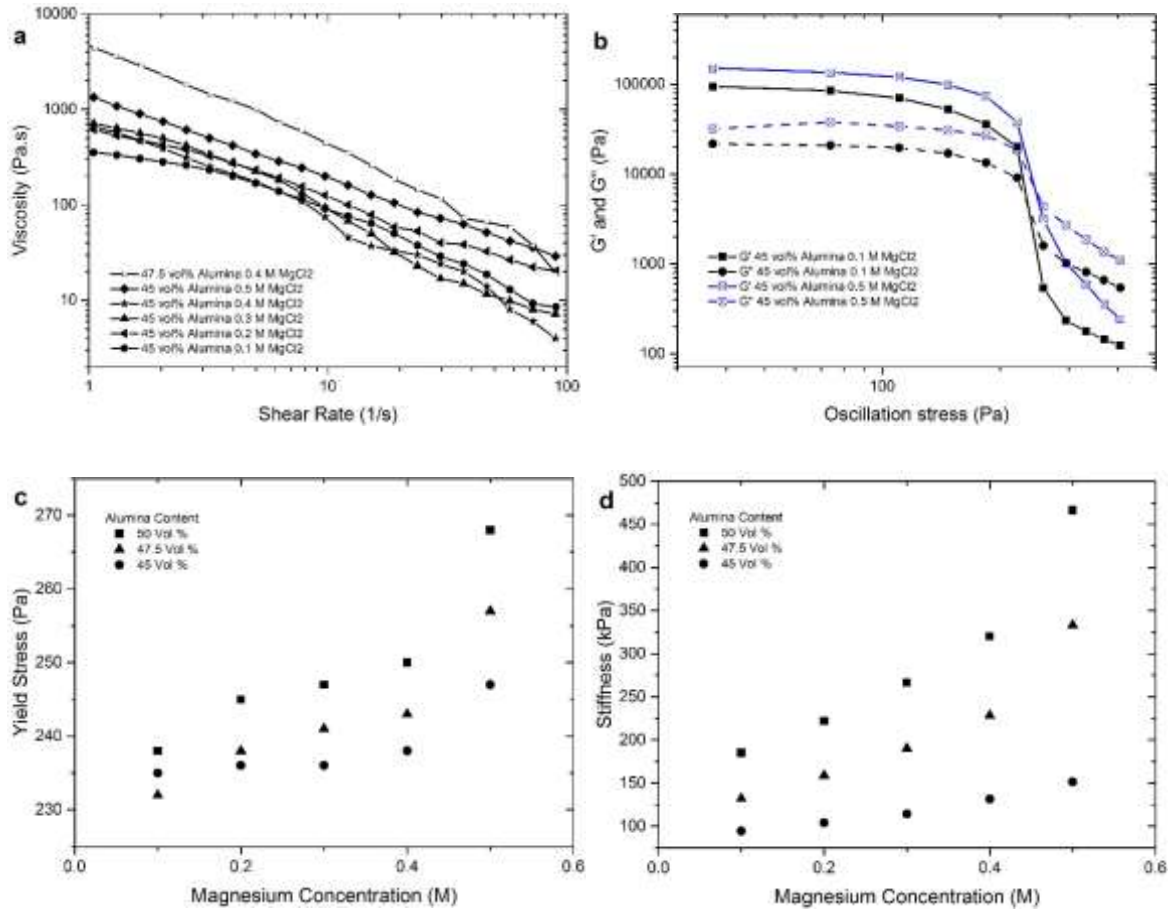 a
10000
1000
100
10
Viscosity (Pa.s)
47.5 vol% Alumina 0.4 M MgCl2
45 vol% Alumina 0.5 M MgCl2
45 vol% Alumina 0.4 M MgCl2
45 vol% Alumina 0.3 M MgCl2
45 vol% Alumina 0.2 M MgCl2
45 vol% Alumina 0.1 M MgCl2
1 10 100
Shear Rate (1/s)
b
100000
10000
1000
100
G' and G'' (Pa)
G' 45 vol% Alumina 0.1 M MgCl2
G'' 45 vol% Alumina 0.1 M MgCl2
G' 45 vol% Alumina 0.5 M MgCl2
G'' 45 vol% Alumina 0.5 M MgCl2
100
Oscillation stress (Pa)
c
270
260
250
240
230
Yield Stress (Pa)
Alumina Content
50 Vol %
47.5 Vol %
45 Vol %
0.0 0.2 0.4 0.6
Magnesium Concentration (M)
d
500
450
400
350
300
250
200
150
100
Stiffness (kPa)
Alumina Content
50 Vol %
47.5 Vol %
45 Vol %
0.0 0.2 0.4 0.6
Magnesium Concentration (M)